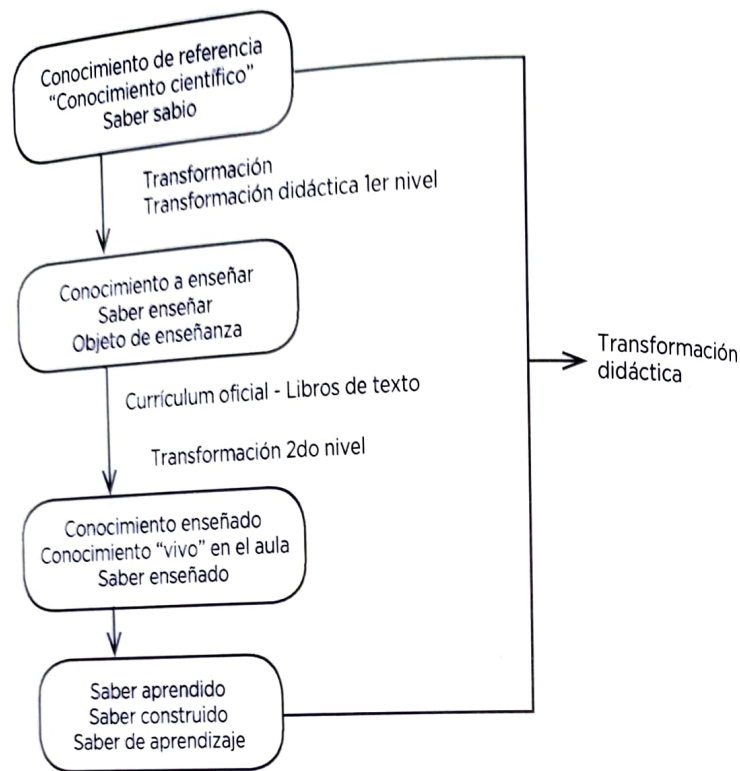 Conocimiento de referencia
“Conocimiento científico”
Saber sabio
Transformación
Transformación didáctica 1er nivel
Conocimiento a enseñar
Saber enseñar
Objeto de enseñanza
Currículum oficial - Libros de texto
Transformación 2do nivel
Conocimiento enseñado
Conocimiento “vivo” en el aula
Saber enseñado
Saber aprendido
Saber construido
Saber de aprendizaje
Transformación
didáctica